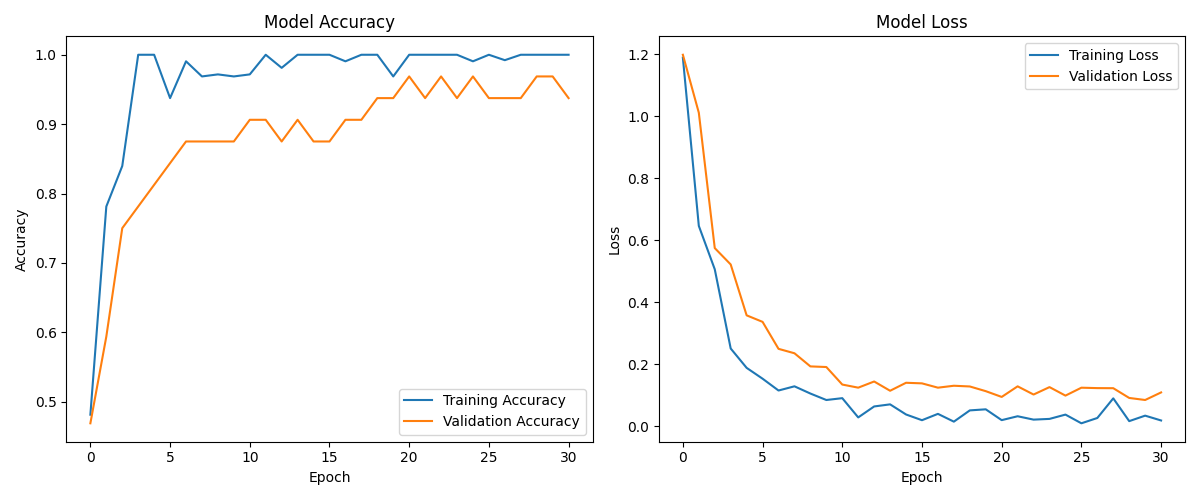 Model Accuracy
1.0
0.9
0.8
0.7
0.6
0.5
Accuracy
0 5 10 15 20 25 30
Epoch
Training Accuracy
Validation Accuracy
Model Loss
1.2
1.0
0.8
0.6
0.4
0.2
0.0
Loss
0 5 10 15 20 25 30
Epoch
Training Loss
Validation Loss